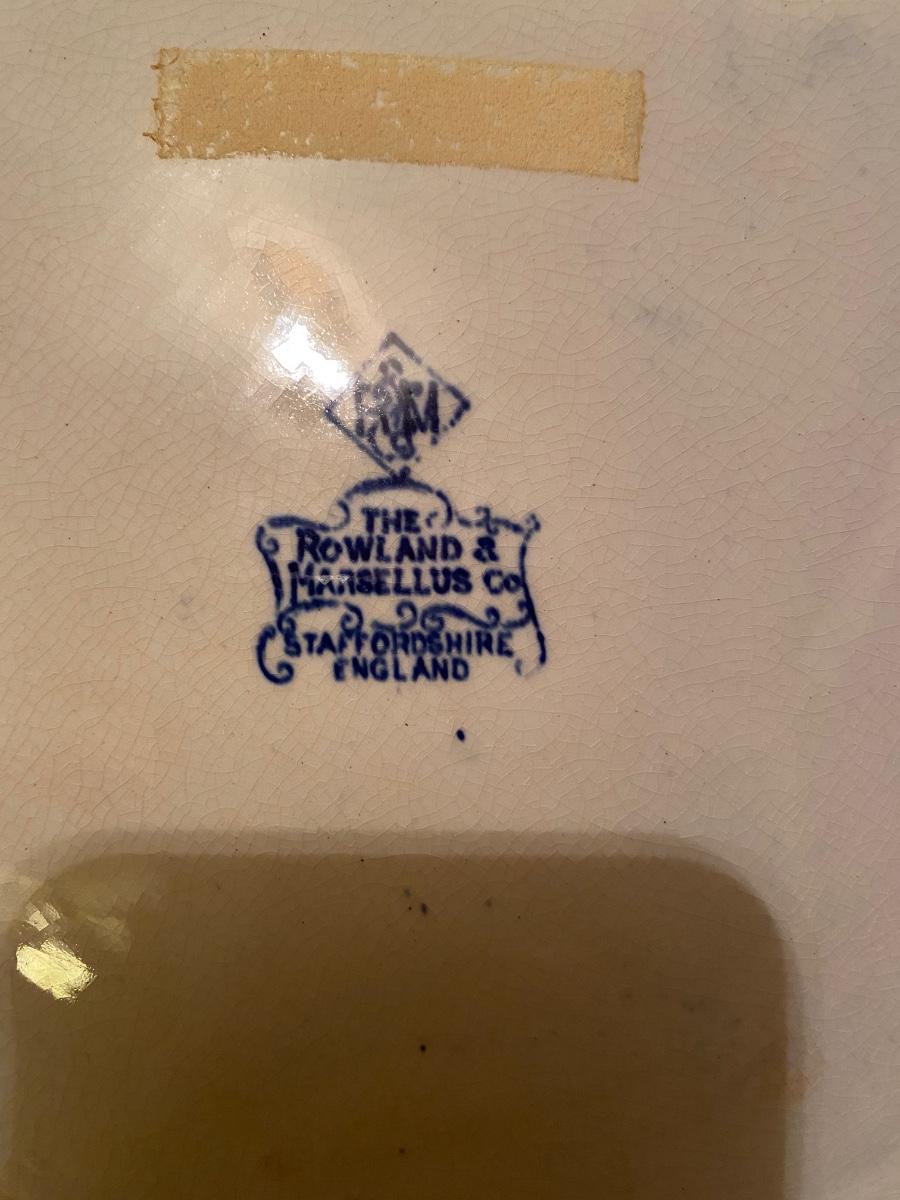 R&M
THE
ROWLAND &
MARSELLUS Co
STAFFORDSHIRE
ENGLAND